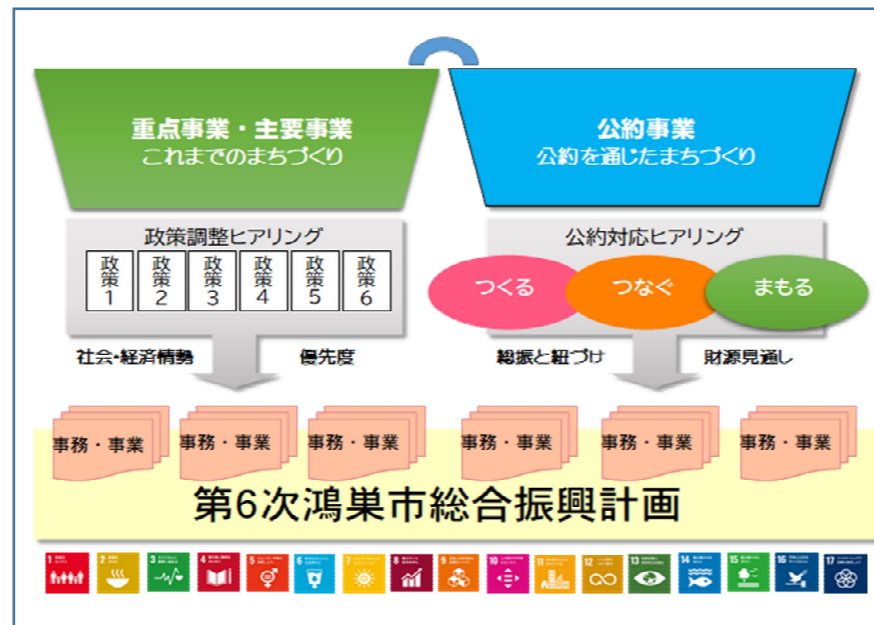 重点事業・主要事業
これまでのまちづくり
公約事業
公約を通じたまちづくり
政策調整ヒアリング
政策1
政策2
政策3
政策4
政策5
政策6
公約対応ヒアリング
つくる
つなぐ
まもる
社会・経済情勢
優先度
総振と紐づけ
財源見通し
事務・事業
事務・事業
事務・事業
事務・事業
事務・事業
事務・事業
第6次鴻巣市総合振興計画
1
2
3
4
5
6
7
8
9
10
11
12
13
14
15
16
17